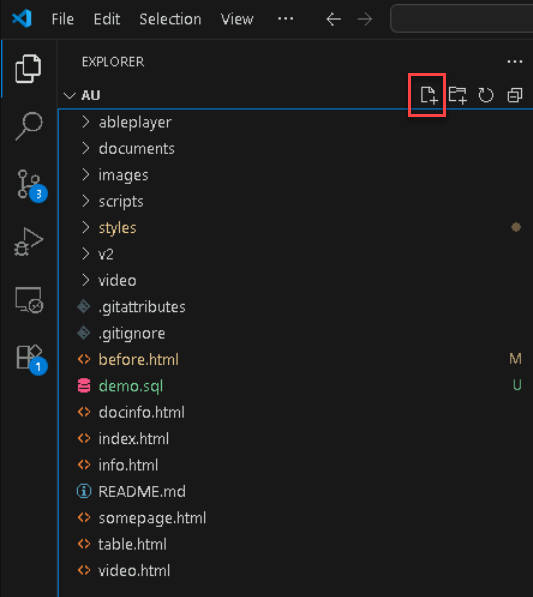 File Edit Selection View ...
EXPLORER ...
AU
ableplayer
documents
images
scripts
3
styles
v2
video
.gitattributes
.gitignore
before.html M
1
demo.sql U
docinfo.html
index.html
info.html
README.md
somepage.html
table.html
video.html